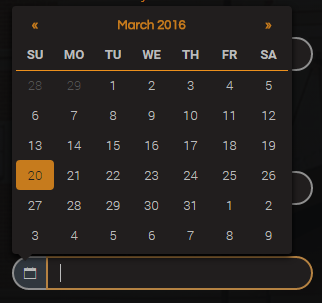 « March 2016 »
SU MO TU WE TH FR SA
28 29 1 2 3 4 5
6 7 8 9 10 11 12
13 14 15 16 17 18 19
20 21 22 23 24 25 26
27 28 29 30 31 1 2
3 4 5 6 7 8 9